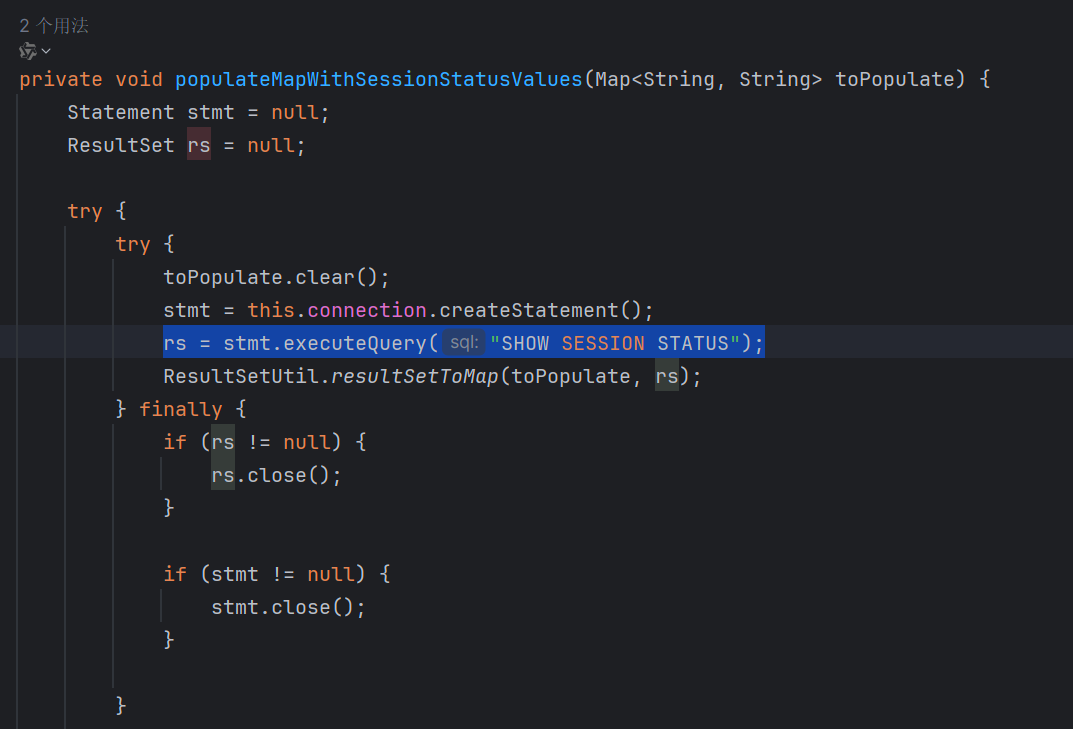 2 个用法
private void populateMapWithSessionStatusValues(Map<String, String> toPopulate) {
Statement stmt = null;
ResultSet rs = null;
try {
try {
toPopulate.clear();
stmt = this.connection.createStatement();
rs = stmt.executeQuery( sql: "SHOW SESSION STATUS");
ResultSetUtil.resultSetToMap(toPopulate, rs);
} finally {
if (rs != null) {
rs.close();
}
if (stmt != null) {
stmt.close();
}
}